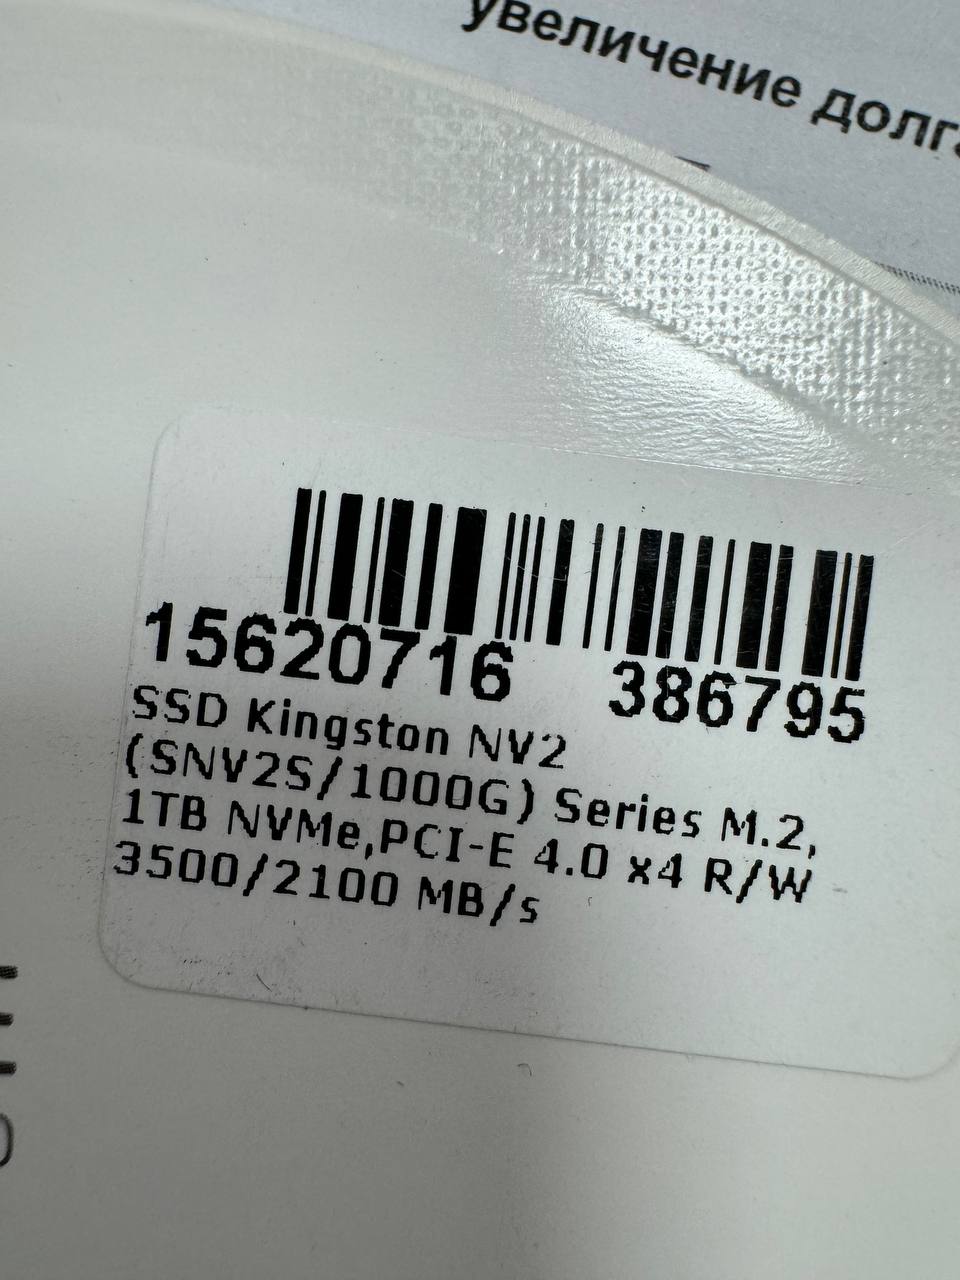 увеличение долга
15620716 386795
SSD Kingston NV2
(SNV2S/1000G) Series M.2,
1TB NVMe,PCI-E 4.0 x4 R/W
3500/2100 MB/s